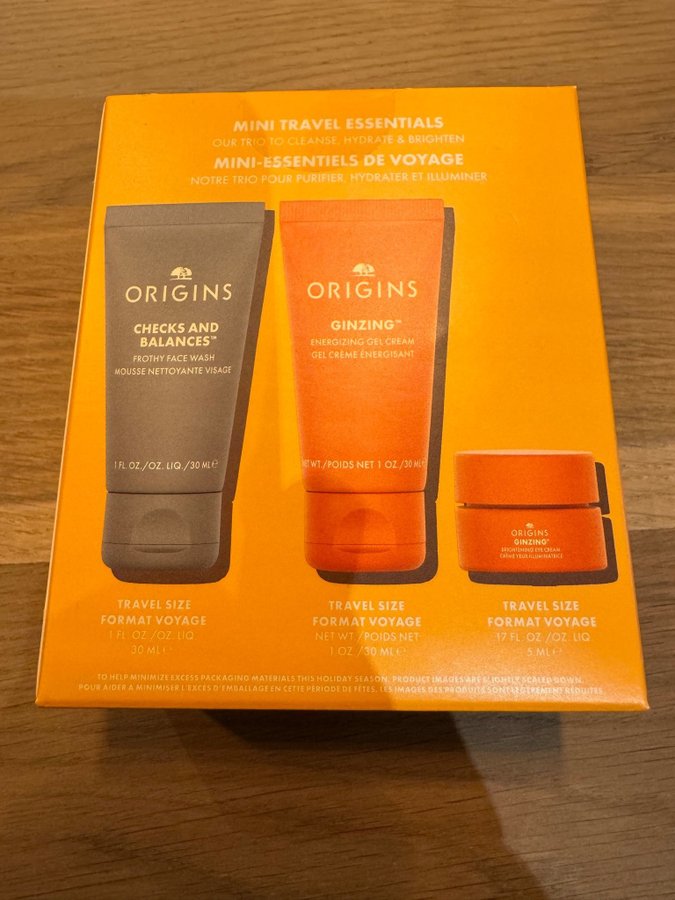 MINI TRAVEL ESSENTIALS
OUR TRIO TO CLEANSE, HYDRATE & BRIGHTEN
MINI-ESSENTIELS DE VOYAGE
NOTRE TRIO POUR PURIFIER, HYDRATER ET ILLUMINER
ORIGINS
CHECKS AND
BALANCES™
FROTHY FACE WASH
MOUSSE NETTOYANTE VISAGE
1 FL. OZ./OZ. LIQ./30 ML℮
ORIGINS
GINZING™
ENERGIZING GEL CREAM
GEL CRÈME ÉNERGISANT
NET WT./POIDS NET 1 OZ./30 ML℮
ORIGINS
GINZING™
BRIGHTENING EYE CREAM
CRÈME YEUX ILLUMINATRICE
TRAVEL SIZE
FORMAT VOYAGE
1 FL. OZ./OZ. LIQ.
30 ML℮
TRAVEL SIZE
FORMAT VOYAGE
NET WT./POIDS NET
1 OZ./30 ML℮
TRAVEL SIZE
FORMAT VOYAGE
.17 FL. OZ./OZ. LIQ.
5 ML℮
TO HELP MINIMIZE EXCESS PACKAGING MATERIALS THIS HOLIDAY SEASON, PRODUCT IMAGES ARE SLIGHTLY SCALED DOWN.
POUR AIDER À MINIMISER L'EXCÈS D'EMBALLAGE EN CETTE PÉRIODE DE FÊTES, LES IMAGES DES PRODUITS SONT LÉGÈREMENT RÉDUITES.